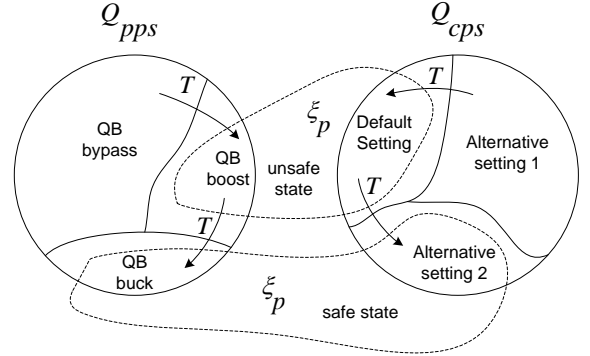 Q_pps
Q_cps
T
T
ξ_p
QB
bypass
Default
Setting
Alternative
setting 1
QB
boost
unsafe
state
T
T
QB
buck
Alternative
setting 2
ξ_p
safe state